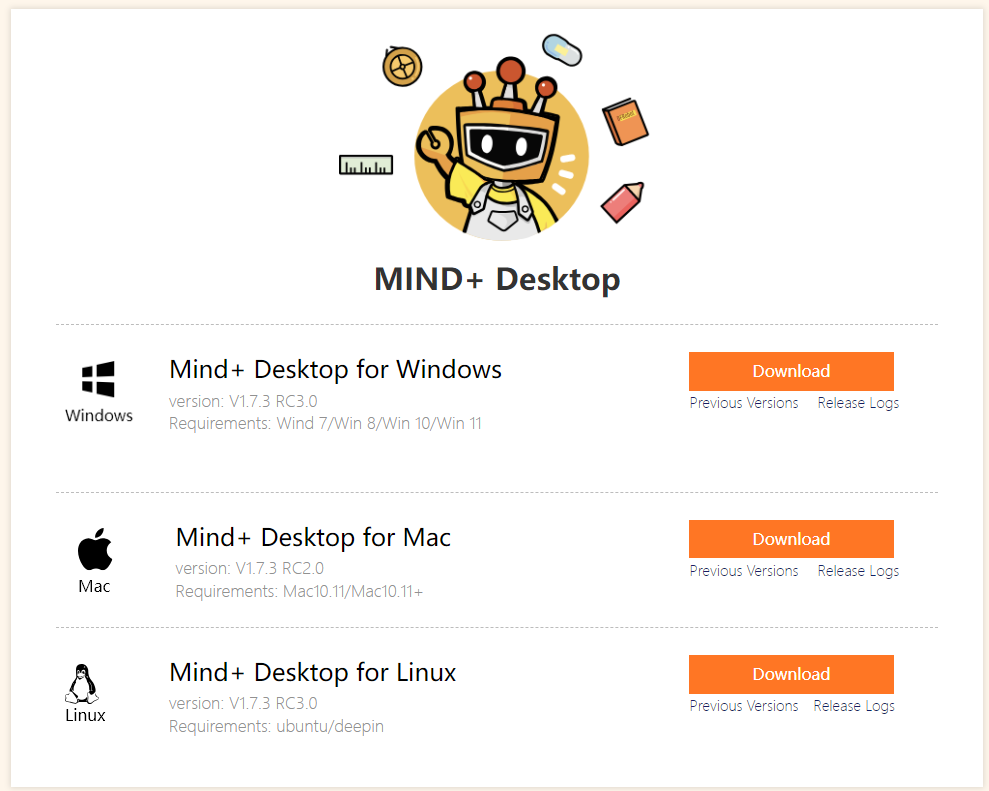 MIND+ Desktop
Windows
Mind+ Desktop for Windows
version: V1.7.3 RC3.0
Requirements: Wind 7/Win 8/Win 10/Win 11
Download
Previous Versions Release Logs
Mac
Mind+ Desktop for Mac
version: V1.7.3 RC2.0
Requirements: Mac10.11/Mac10.11+
Download
Previous Versions Release Logs
Linux
Mind+ Desktop for Linux
version: V1.7.3 RC3.0
Requirements: ubuntu/deepin
Download
Previous Versions Release Logs